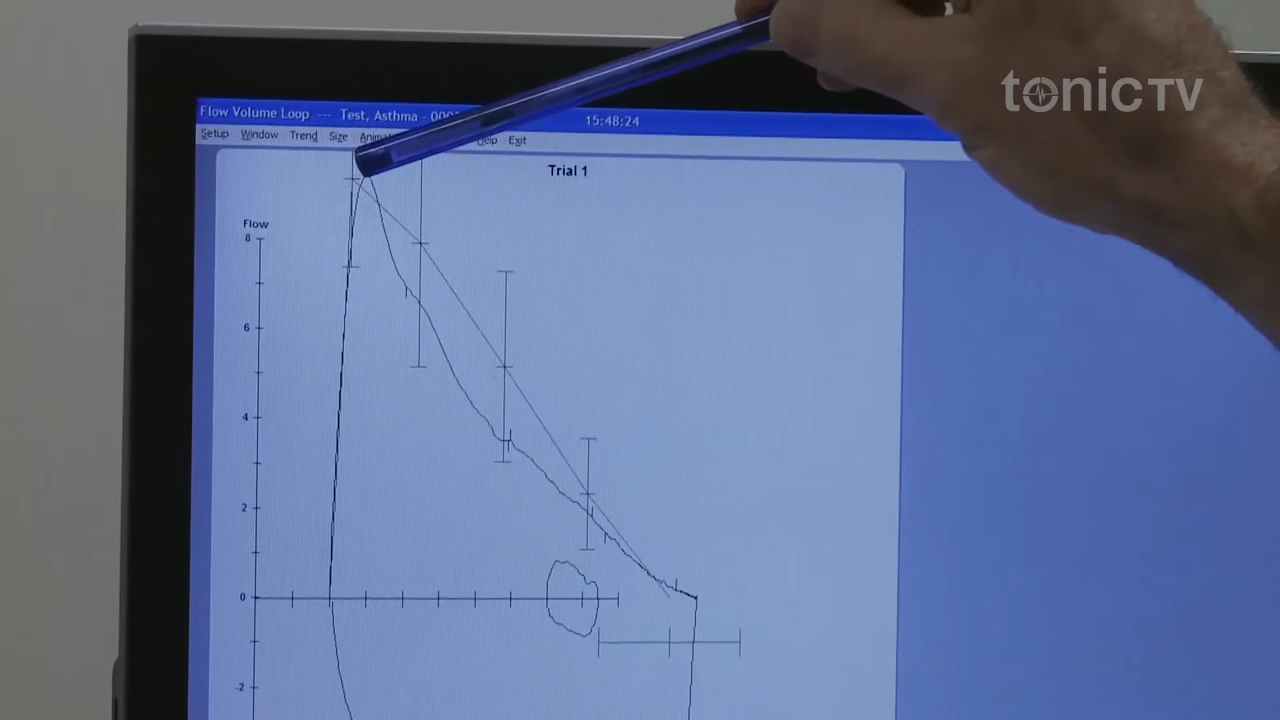 tonicTV
Flow Volume Loop --- Test, Asthma - 000
15:48:24
Setup Window Trend Size Exit
Trial 1
Flow
8
6
4
2
0
-2